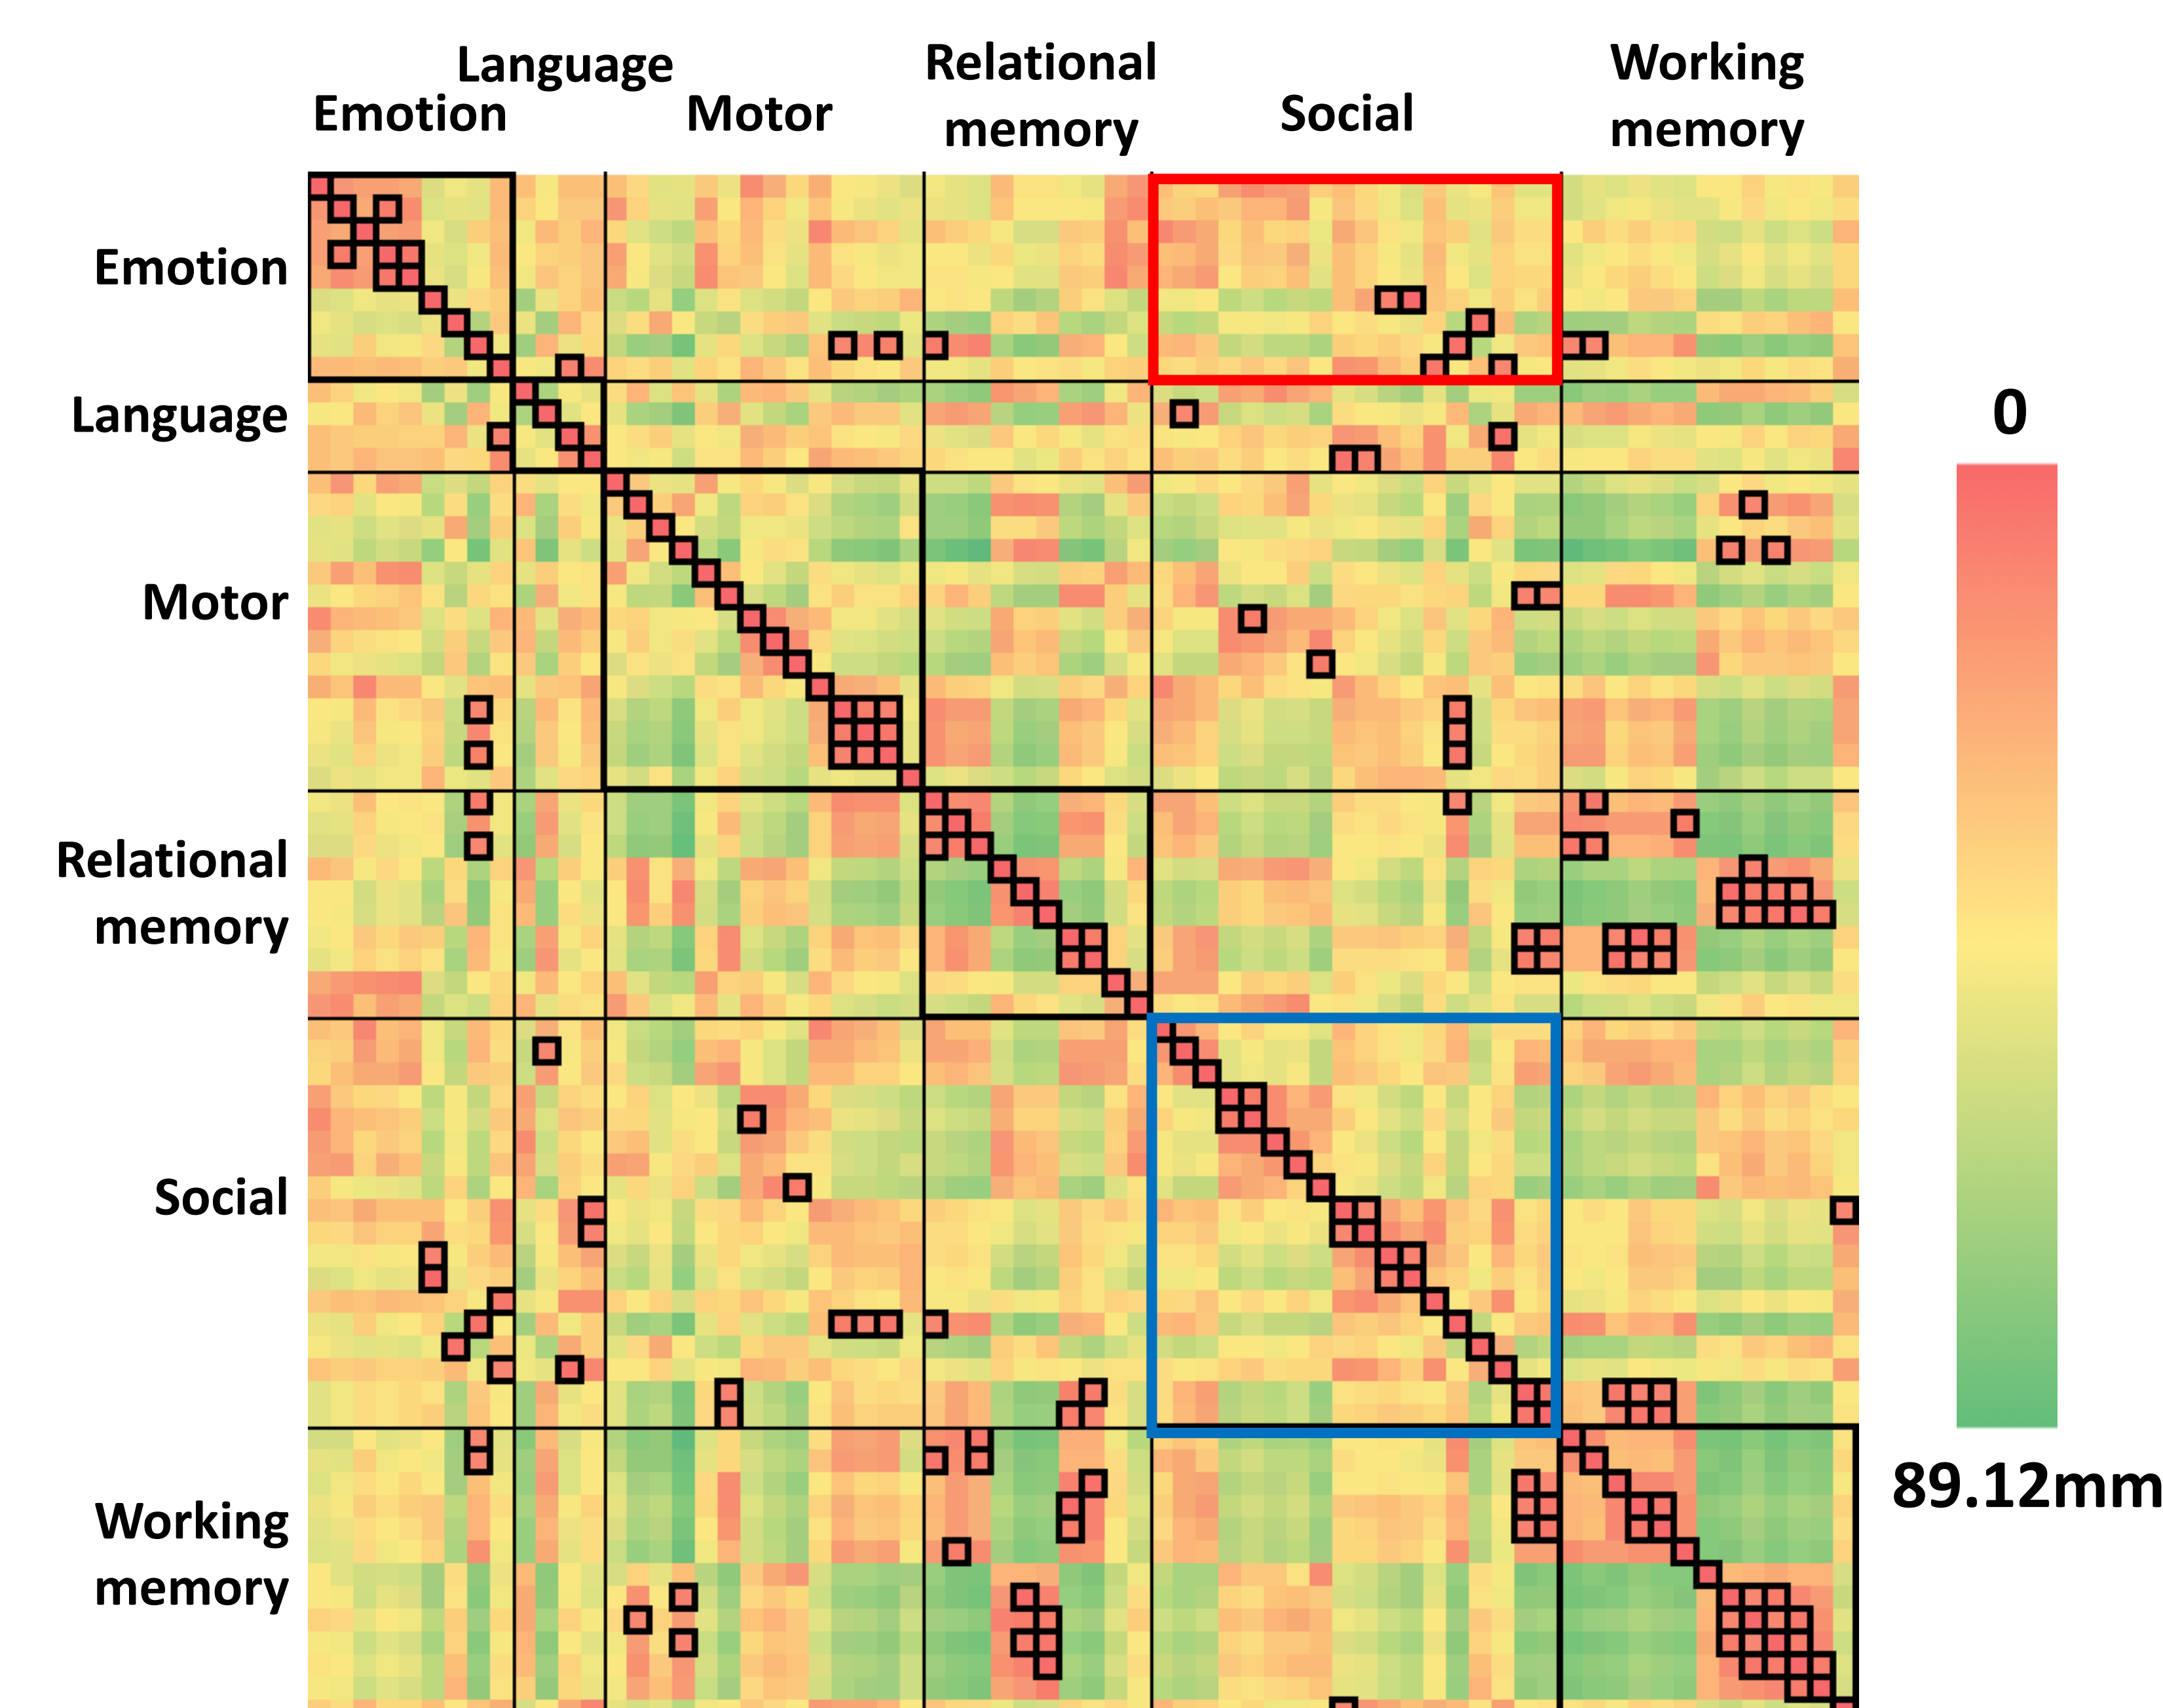 Language
Emotion
Motor
Relational
memory
Social
Working
memory
Emotion
Language
Motor
Relational
memory
Social
Working
memory
0
89.12mm